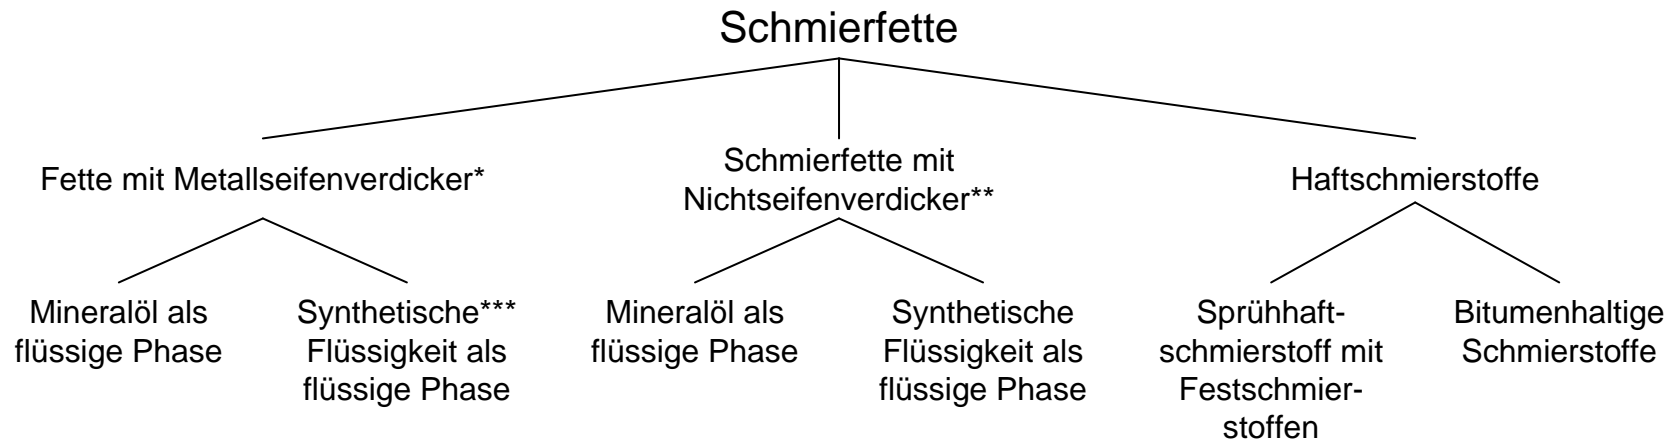 Schmierfette
Fette mit Metallseifenverdicker*
Schmierfette mit
Nichtseifenverdicker**
Haftschmierstoffe
Mineralöl als
flüssige Phase
Synthetische***
Flüssigkeit als
flüssige Phase
Mineralöl als
flüssige Phase
Synthetische
Flüssigkeit als
flüssige Phase
Sprühhaft-
schmierstoff mit
Festschmier-
stoffen
Bitumenhaltige
Schmierstoffe